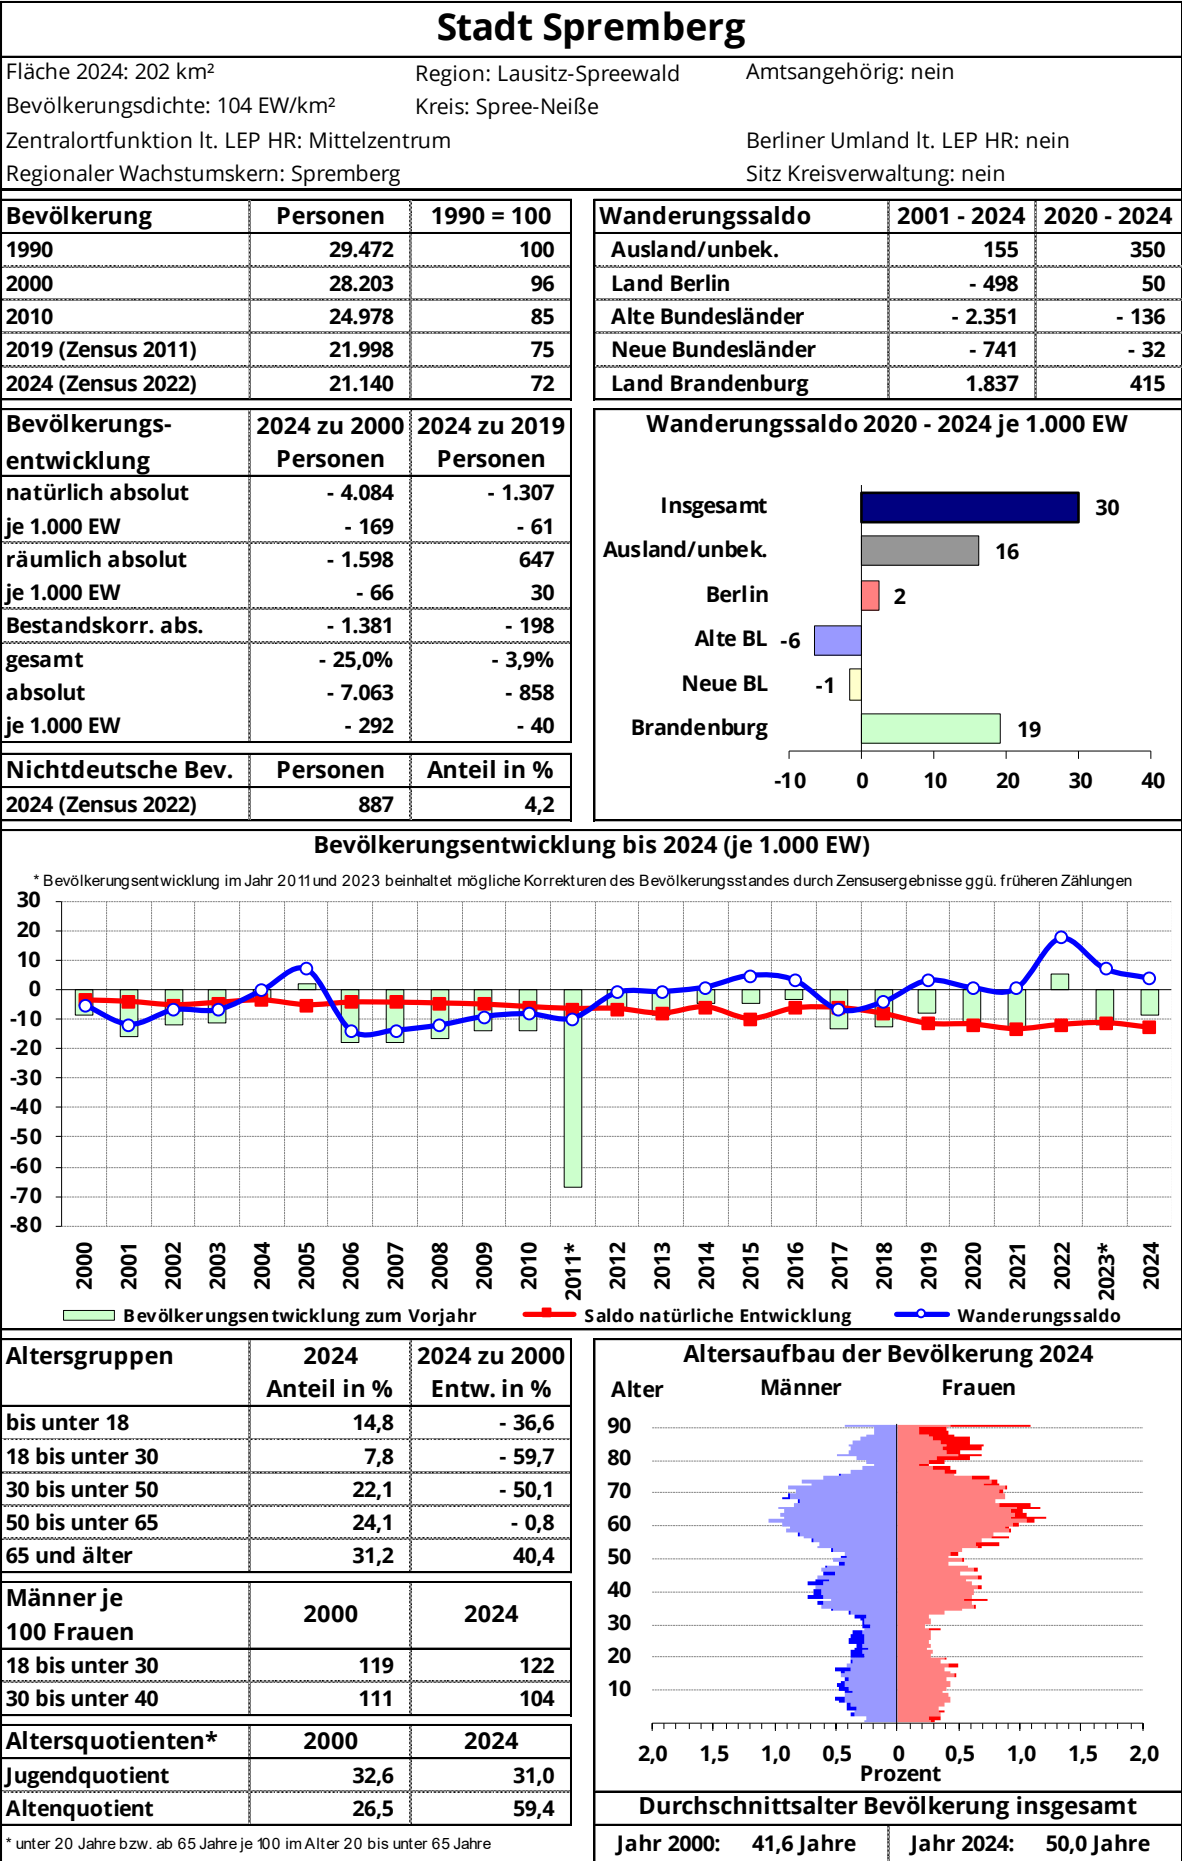 Stadt Spremberg
Fläche 2024: 202 km² Region: Lausitz-Spreewald Amtsangehörig: nein
Bevölkerungsdichte: 104 EW/km² Kreis: Spree-Neiße
Zentralortfunktion lt. LEP HR: Mittelzentrum Berliner Umland lt. LEP HR: nein
Regionaler Wachstumskern: Spremberg Sitz Kreisverwaltung: nein
Bevölkerung Personen 1990 = 100
1990 29.472 100
2000 28.203 96
2010 24.978 85
2019 (Zensus 2011) 21.998 75
2024 (Zensus 2022) 21.140 72
Wanderungssaldo 2001 - 2024 2020 - 2024
Ausland/unbek. 155 350
Land Berlin - 498 50
Alte Bundesländer - 2.351 - 136
Neue Bundesländer - 741 - 32
Land Brandenburg 1.837 415
Bevölkerungs- 2024 zu 2000 2024 zu 2019
entwicklung Personen Personen
natürlich absolut - 4.084 - 1.307
je 1.000 EW - 169 - 61
räumlich absolut - 1.598 647
je 1.000 EW - 66 30
Bestandskorr. abs. - 1.381 - 198
gesamt - 25,0% - 3,9%
absolut - 7.063 - 858
je 1.000 EW - 292 - 40
Nichtdeutsche Bev. Personen Anteil in %
2024 (Zensus 2022) 887 4,2
Wanderungssaldo 2020 - 2024 je 1.000 EW
Insgesamt 30
Ausland/unbek. 16
Berlin 2
Alte BL -6
Neue BL -1
Brandenburg 19
-10 0 10 20 30 40
Bevölkerungsentwicklung bis 2024 (je 1.000 EW)
* Bevölkerungsentwicklung im Jahr 2011 und 2023 beinhaltet mögliche Korrekturen des Bevölkerungsstandes durch Zensusergebnisse ggü. früheren Zählungen
30
20
10
0
-10
-20
-30
-40
-50
-60
-70
-80
2000 2001 2002 2003 2004 2005 2006 2007 2008 2009 2010 2011* 2012 2013 2014 2015 2016 2017 2018 2019 2020 2021 2022 2023* 2024
Bevölkerungsentwicklung zum Vorjahr Saldo natürliche Entwicklung Wanderungssaldo
Altersgruppen 2024 2024 zu 2000
Anteil in % Entw. in %
bis unter 18 14,8 - 36,6
18 bis unter 30 7,8 - 59,7
30 bis unter 50 22,1 - 50,1
50 bis unter 65 24,1 - 0,8
65 und älter 31,2 40,4
Männer je
100 Frauen 2000 2024
18 bis unter 30 119 122
30 bis unter 40 111 104
Altersquotienten* 2000 2024
Jugendquotient 32,6 31,0
Altenquotient 26,5 59,4
* unter 20 Jahre bzw. ab 65 Jahre je 100 im Alter 20 bis unter 65 Jahre
Altersaufbau der Bevölkerung 2024
Alter Männer Frauen
90
80
70
60
50
40
30
20
10
2,0 1,5 1,0 0,5 0 0,5 1,0 1,5 2,0
Prozent
Durchschnittsalter Bevölkerung insgesamt
Jahr 2000: 41,6 Jahre Jahr 2024: 50,0 Jahre